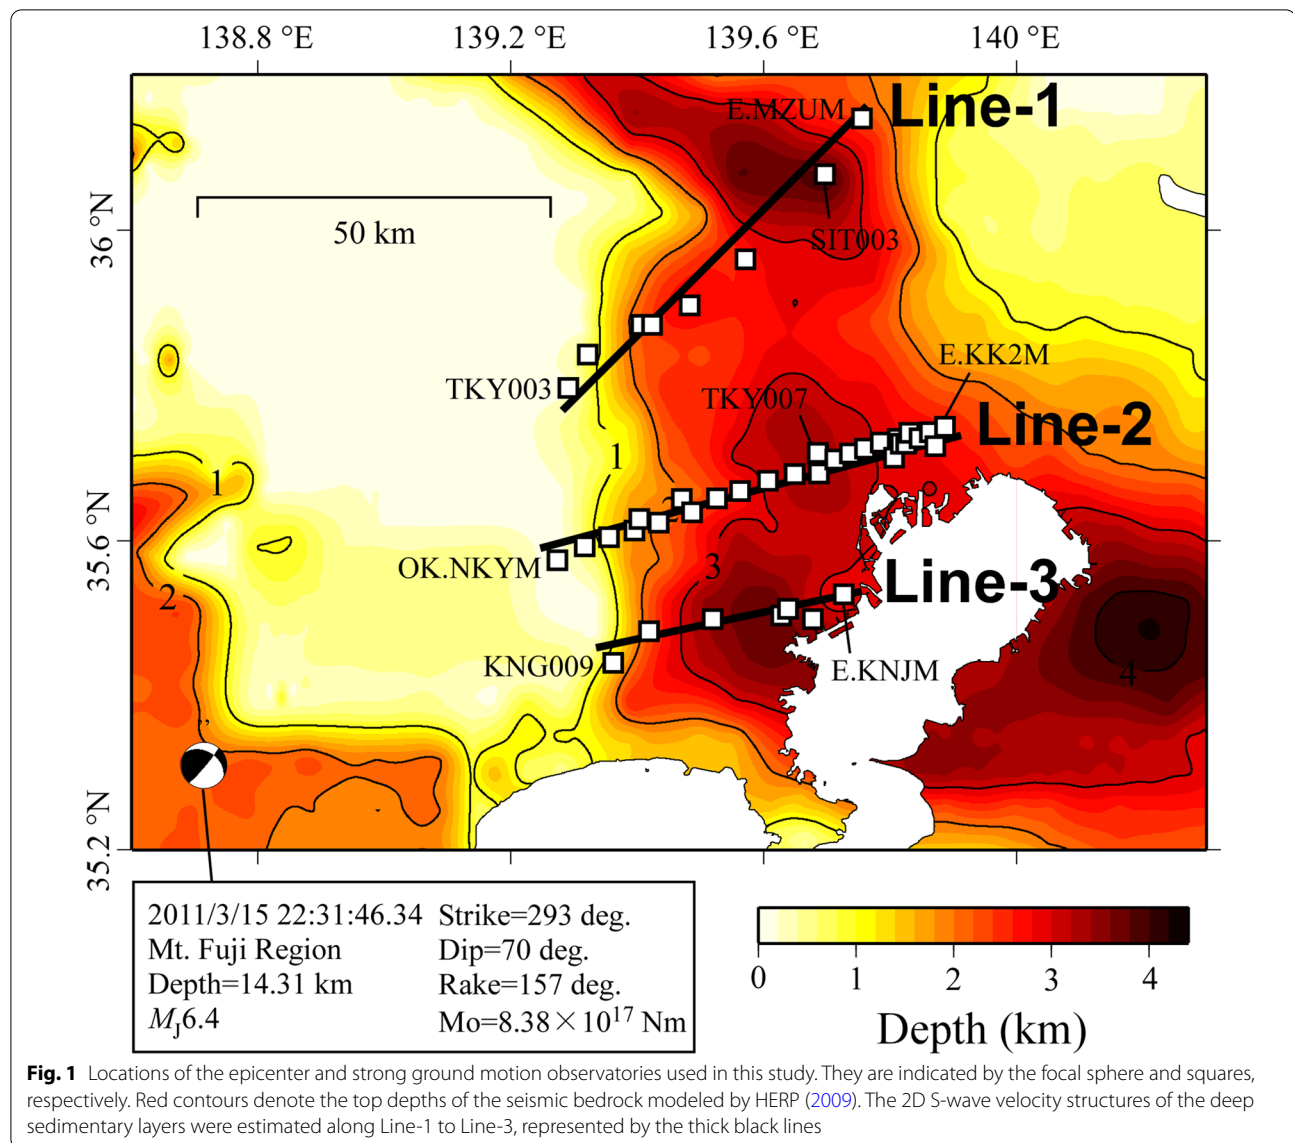 138.8 °E
139.2 °E
139.6 °E
140 °E
E.MZUM
Line-1
36 °N
50 km
SIT003
E.KK2M
TKY003
TKY007
Line-2
1
1
2
35.6 °N
OK.NKYM
3
Line-3
2
KNG009
E.KNJM
4
35.2 °N
2011/3/15 22:31:46.34 Strike=293 deg.
Mt. Fuji Region Dip=70 deg.
Depth=14.31 km Rake=157 deg.
MJ6.4 Mo=8.38×10¹⁷ Nm
0 1 2 3 4
Depth (km)
Fig. 1 Locations of the epicenter and strong ground motion observatories used in this study. They are indicated by the focal sphere and squares,
respectively. Red contours denote the top depths of the seismic bedrock modeled by HERP (2009). The 2D S-wave velocity structures of the deep
sedimentary layers were estimated along Line-1 to Line-3, represented by the thick black lines